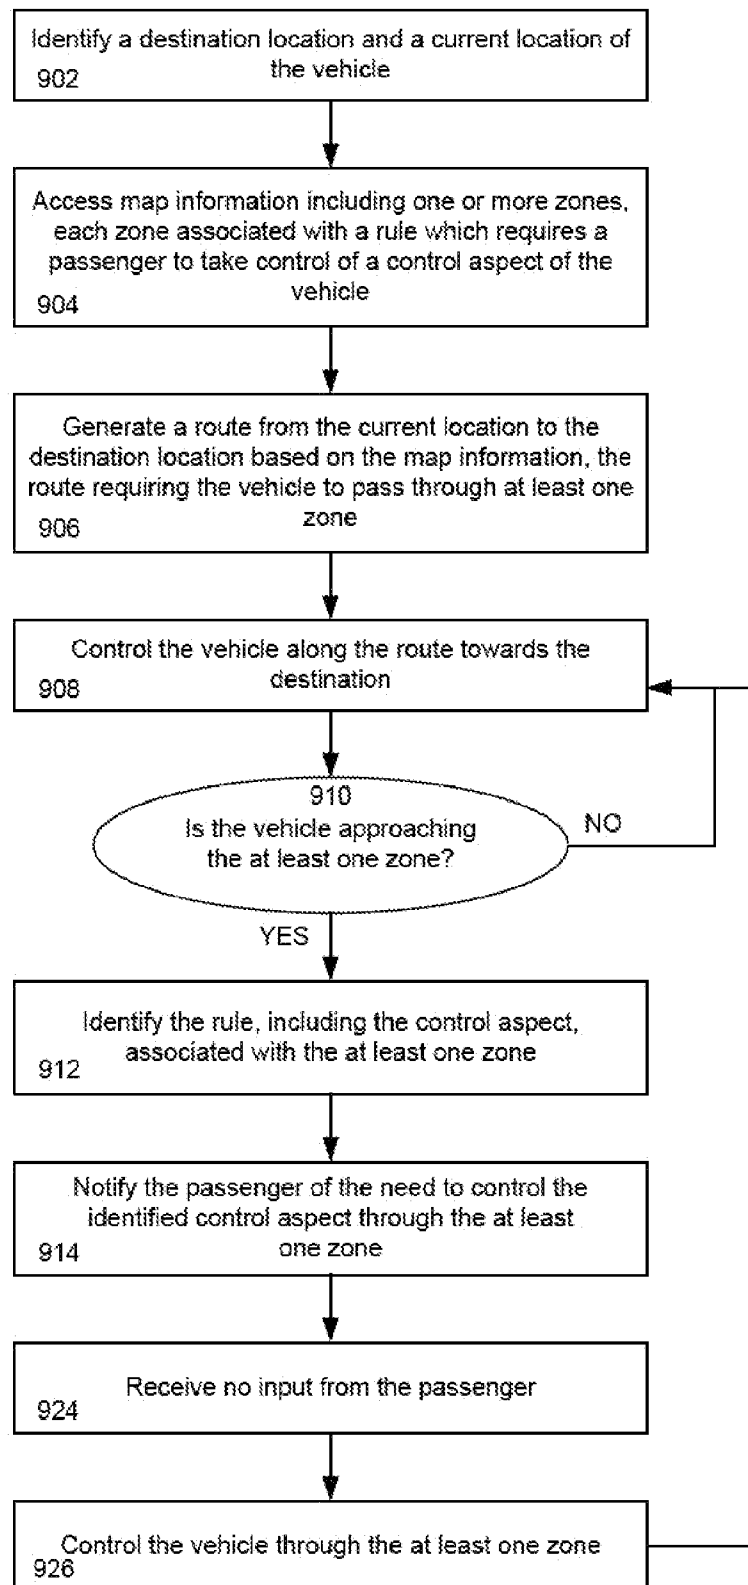 Identify a destination location and a current location of
the vehicle
902
Access map information including one or more zones,
each zone associated with a rule which requires a
passenger to take control of a control aspect of the
vehicle
904
Generate a route from the current location to the
destination location based on the map information, the
route requiring the vehicle to pass through at least one
zone
906
Control the vehicle along the route towards the
destination
908
910
Is the vehicle approaching
the at least one zone?
NO
YES
Identify the rule, including the control aspect,
associated with the at least one zone
912
Notify the passenger of the need to control the
identified control aspect through the at least
one zone
914
Receive no input from the passenger
924
Control the vehicle through the at least one zone
926